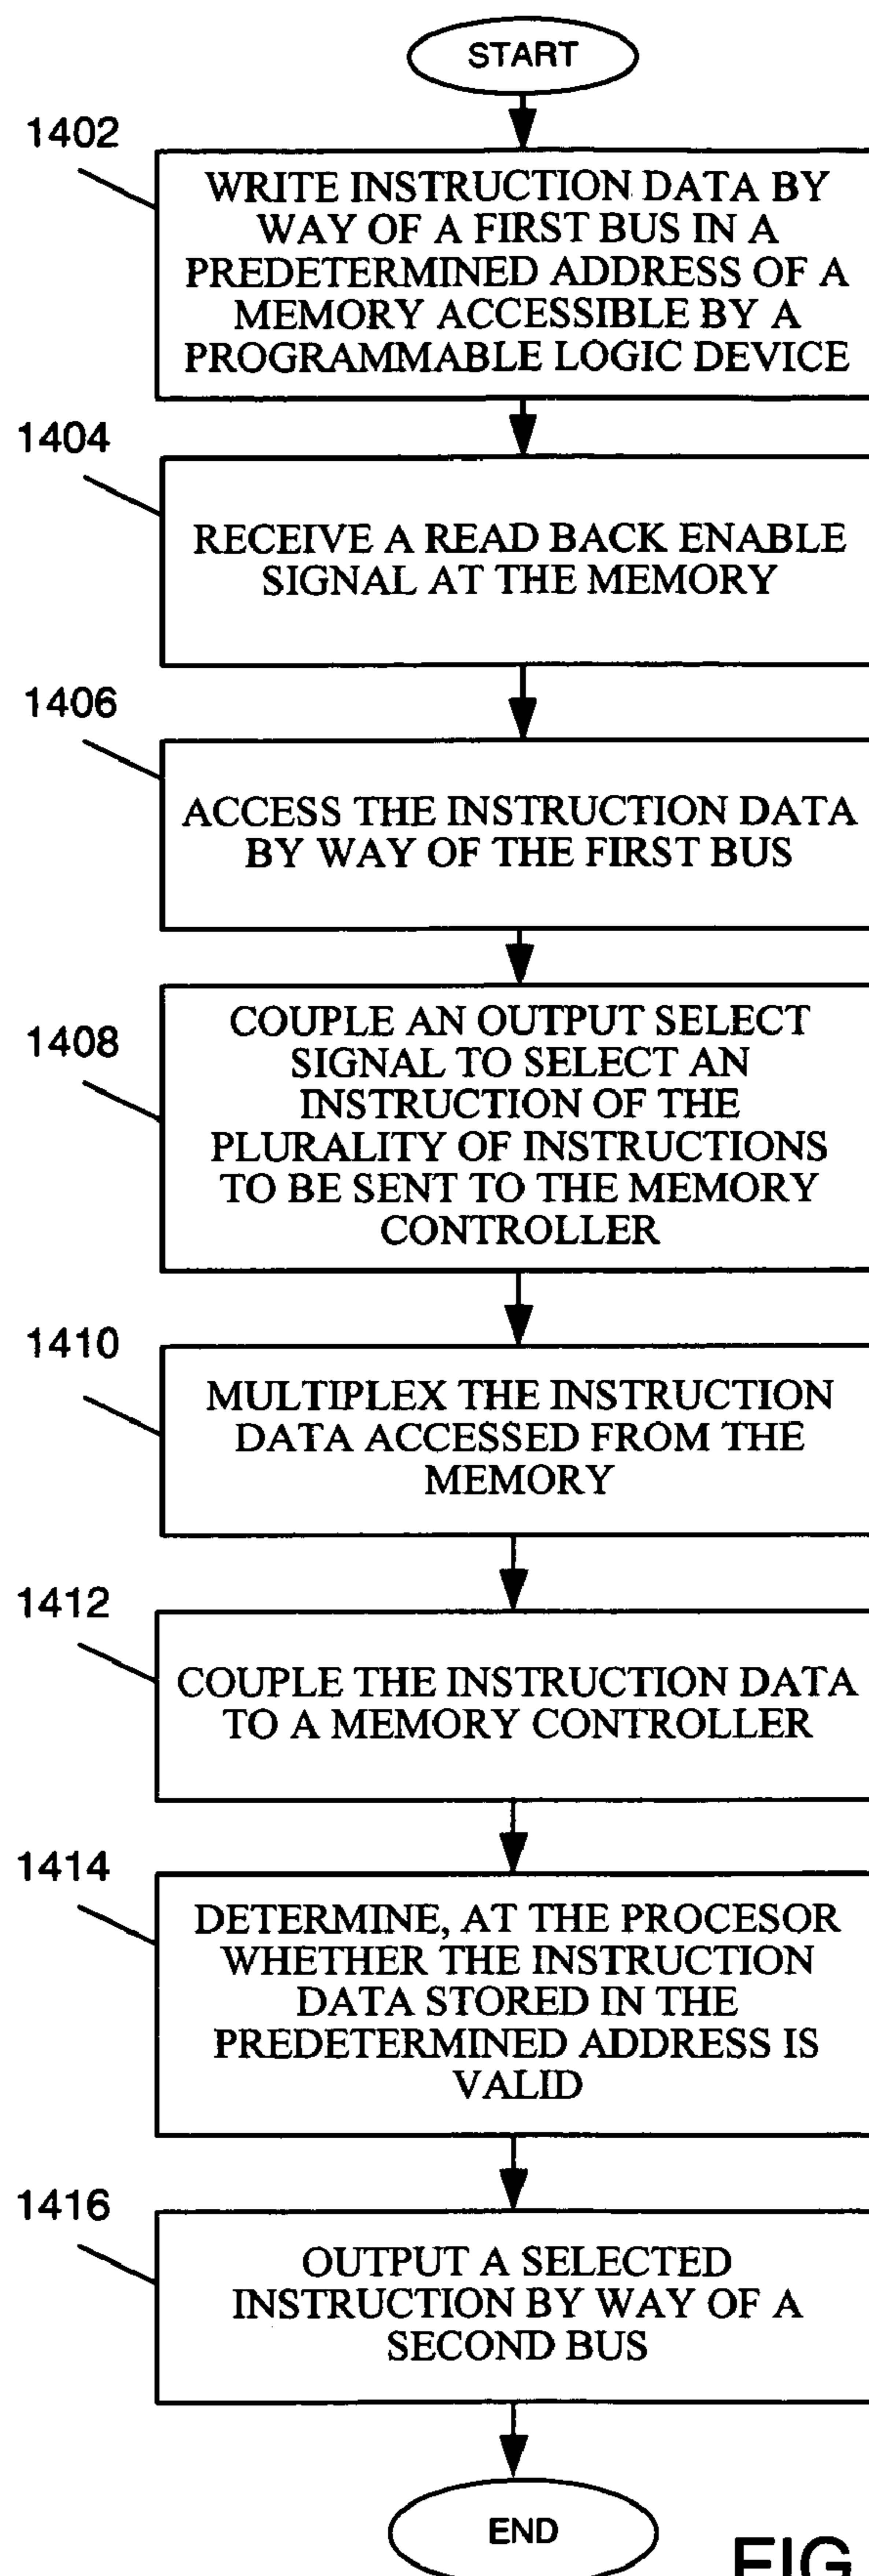 START
1402
WRITE INSTRUCTION DATA BY
WAY OF A FIRST BUS IN A
PREDETERMINED ADDRESS OF A
MEMORY ACCESSIBLE BY A
PROGRAMMABLE LOGIC DEVICE
1404
RECEIVE A READ BACK ENABLE
SIGNAL AT THE MEMORY
1406
ACCESS THE INSTRUCTION DATA
BY WAY OF THE FIRST BUS
1408
COUPLE AN OUTPUT SELECT
SIGNAL TO SELECT AN
INSTRUCTION OF THE
PLURALITY OF INSTRUCTIONS
TO BE SENT TO THE MEMORY
CONTROLLER
1410
MULTIPLEX THE INSTRUCTION
DATA ACCESSED FROM THE
MEMORY
1412
COUPLE THE INSTRUCTION DATA
TO A MEMORY CONTROLLER
1414
DETERMINE, AT THE PROCESOR
WHETHER THE INSTRUCTION
DATA STORED IN THE
PREDETERMINED ADDRESS IS
VALID
1416
OUTPUT A SELECTED
INSTRUCTION BY WAY OF A
SECOND BUS
END
FIG